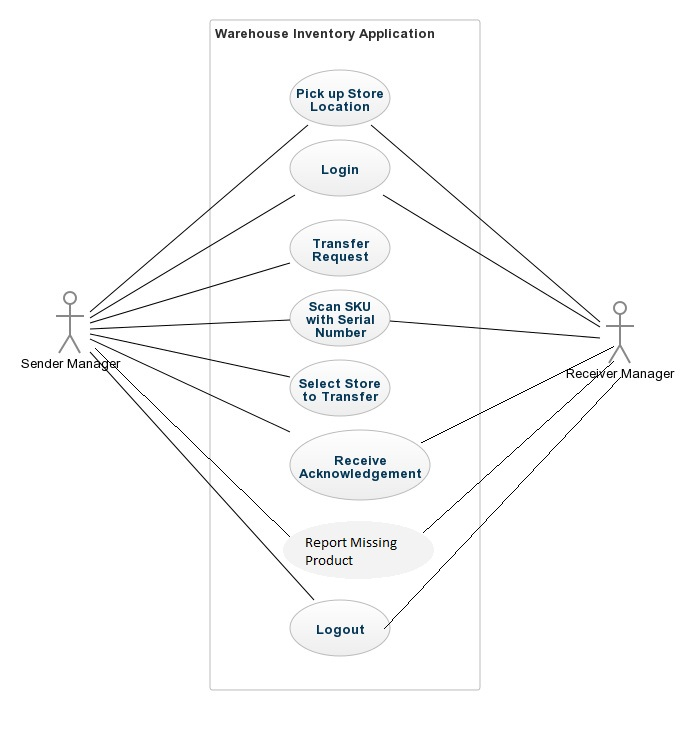 Warehouse Inventory Application
Pick up Store
Location
Login
Transfer
Request
Scan SKU
with Serial
Number
Sender Manager
Receiver Manager
Select Store
to Transfer
Receive
Acknowledgement
Report Missing
Product
Logout